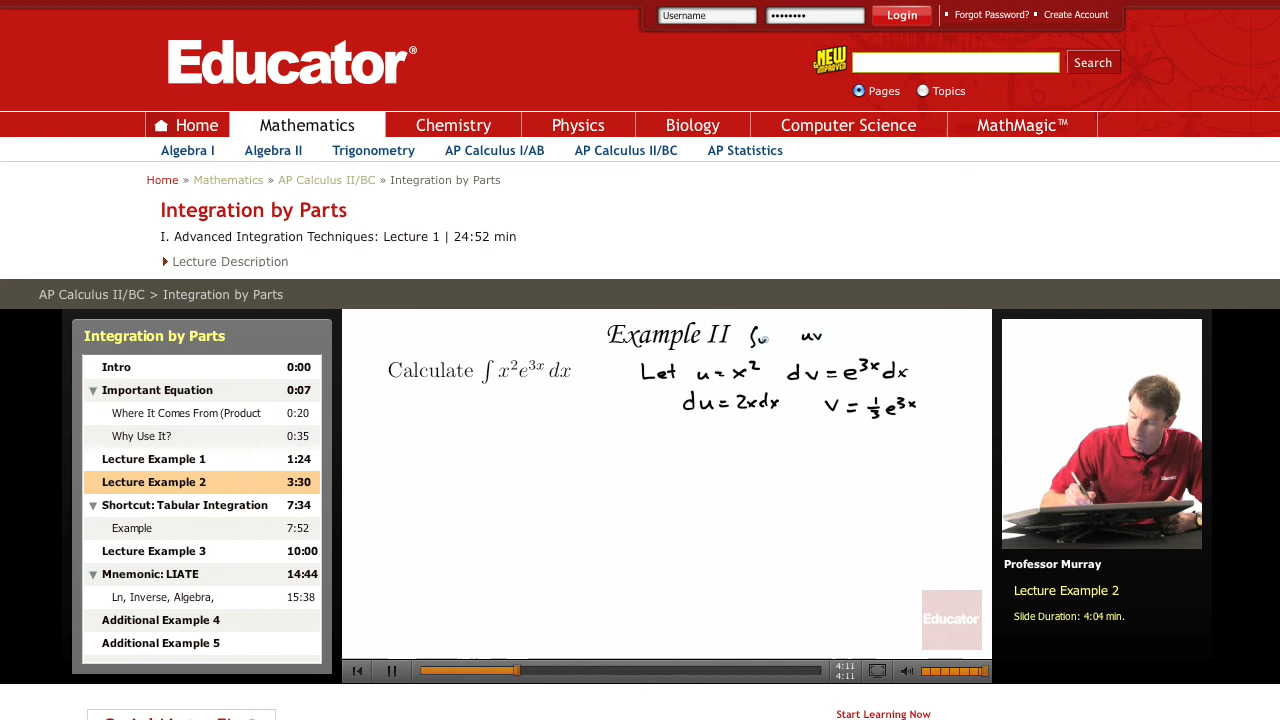 Username •••••••• Login Forgot Password? Create Account
Educator®
NEW & IMPROVED Search
Pages Topics
Home Mathematics Chemistry Physics Biology Computer Science MathMagic™
Algebra I Algebra II Trigonometry AP Calculus I/AB AP Calculus II/BC AP Statistics
Home » Mathematics » AP Calculus II/BC » Integration by Parts
Integration by Parts
I. Advanced Integration Techniques: Lecture 1 | 24:52 min
Lecture Description
AP Calculus II/BC > Integration by Parts
Integration by Parts
Intro 0:00
Important Equation 0:07
Where It Comes From (Product 0:20
Why Use It? 0:35
Lecture Example 1 1:24
Lecture Example 2 3:30
Shortcut: Tabular Integration 7:34
Example 7:52
Lecture Example 3 10:00
Mnemonic: LIATE 14:44
Ln, Inverse, Algebra, 15:38
Additional Example 4
Additional Example 5
Example II ∫u uv
Calculate ∫ x²e³ˣ dx
Let u = x² dv = e³ˣdx
du = 2xdx v = ⅓e³ˣ
Educator
4:11
4:11
Professor Murray
Lecture Example 2
Slide Duration: 4:04 min.
Start Learning Now